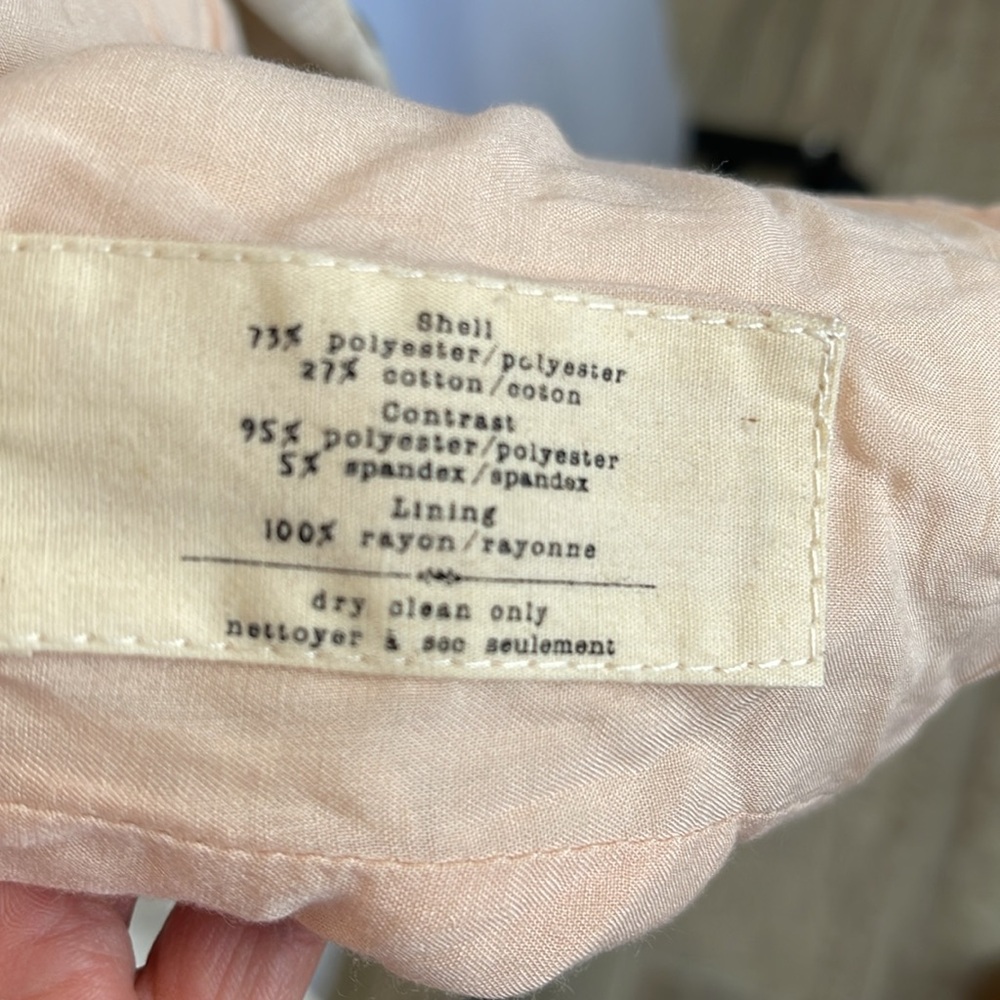 Shell
73% polyester/polyester
27% cotton/coton
Contrast
95% polyester/polyester
5% spandex/spandex
Lining
100% rayon/rayonne
dry clean only
nettoyer à sec seulement